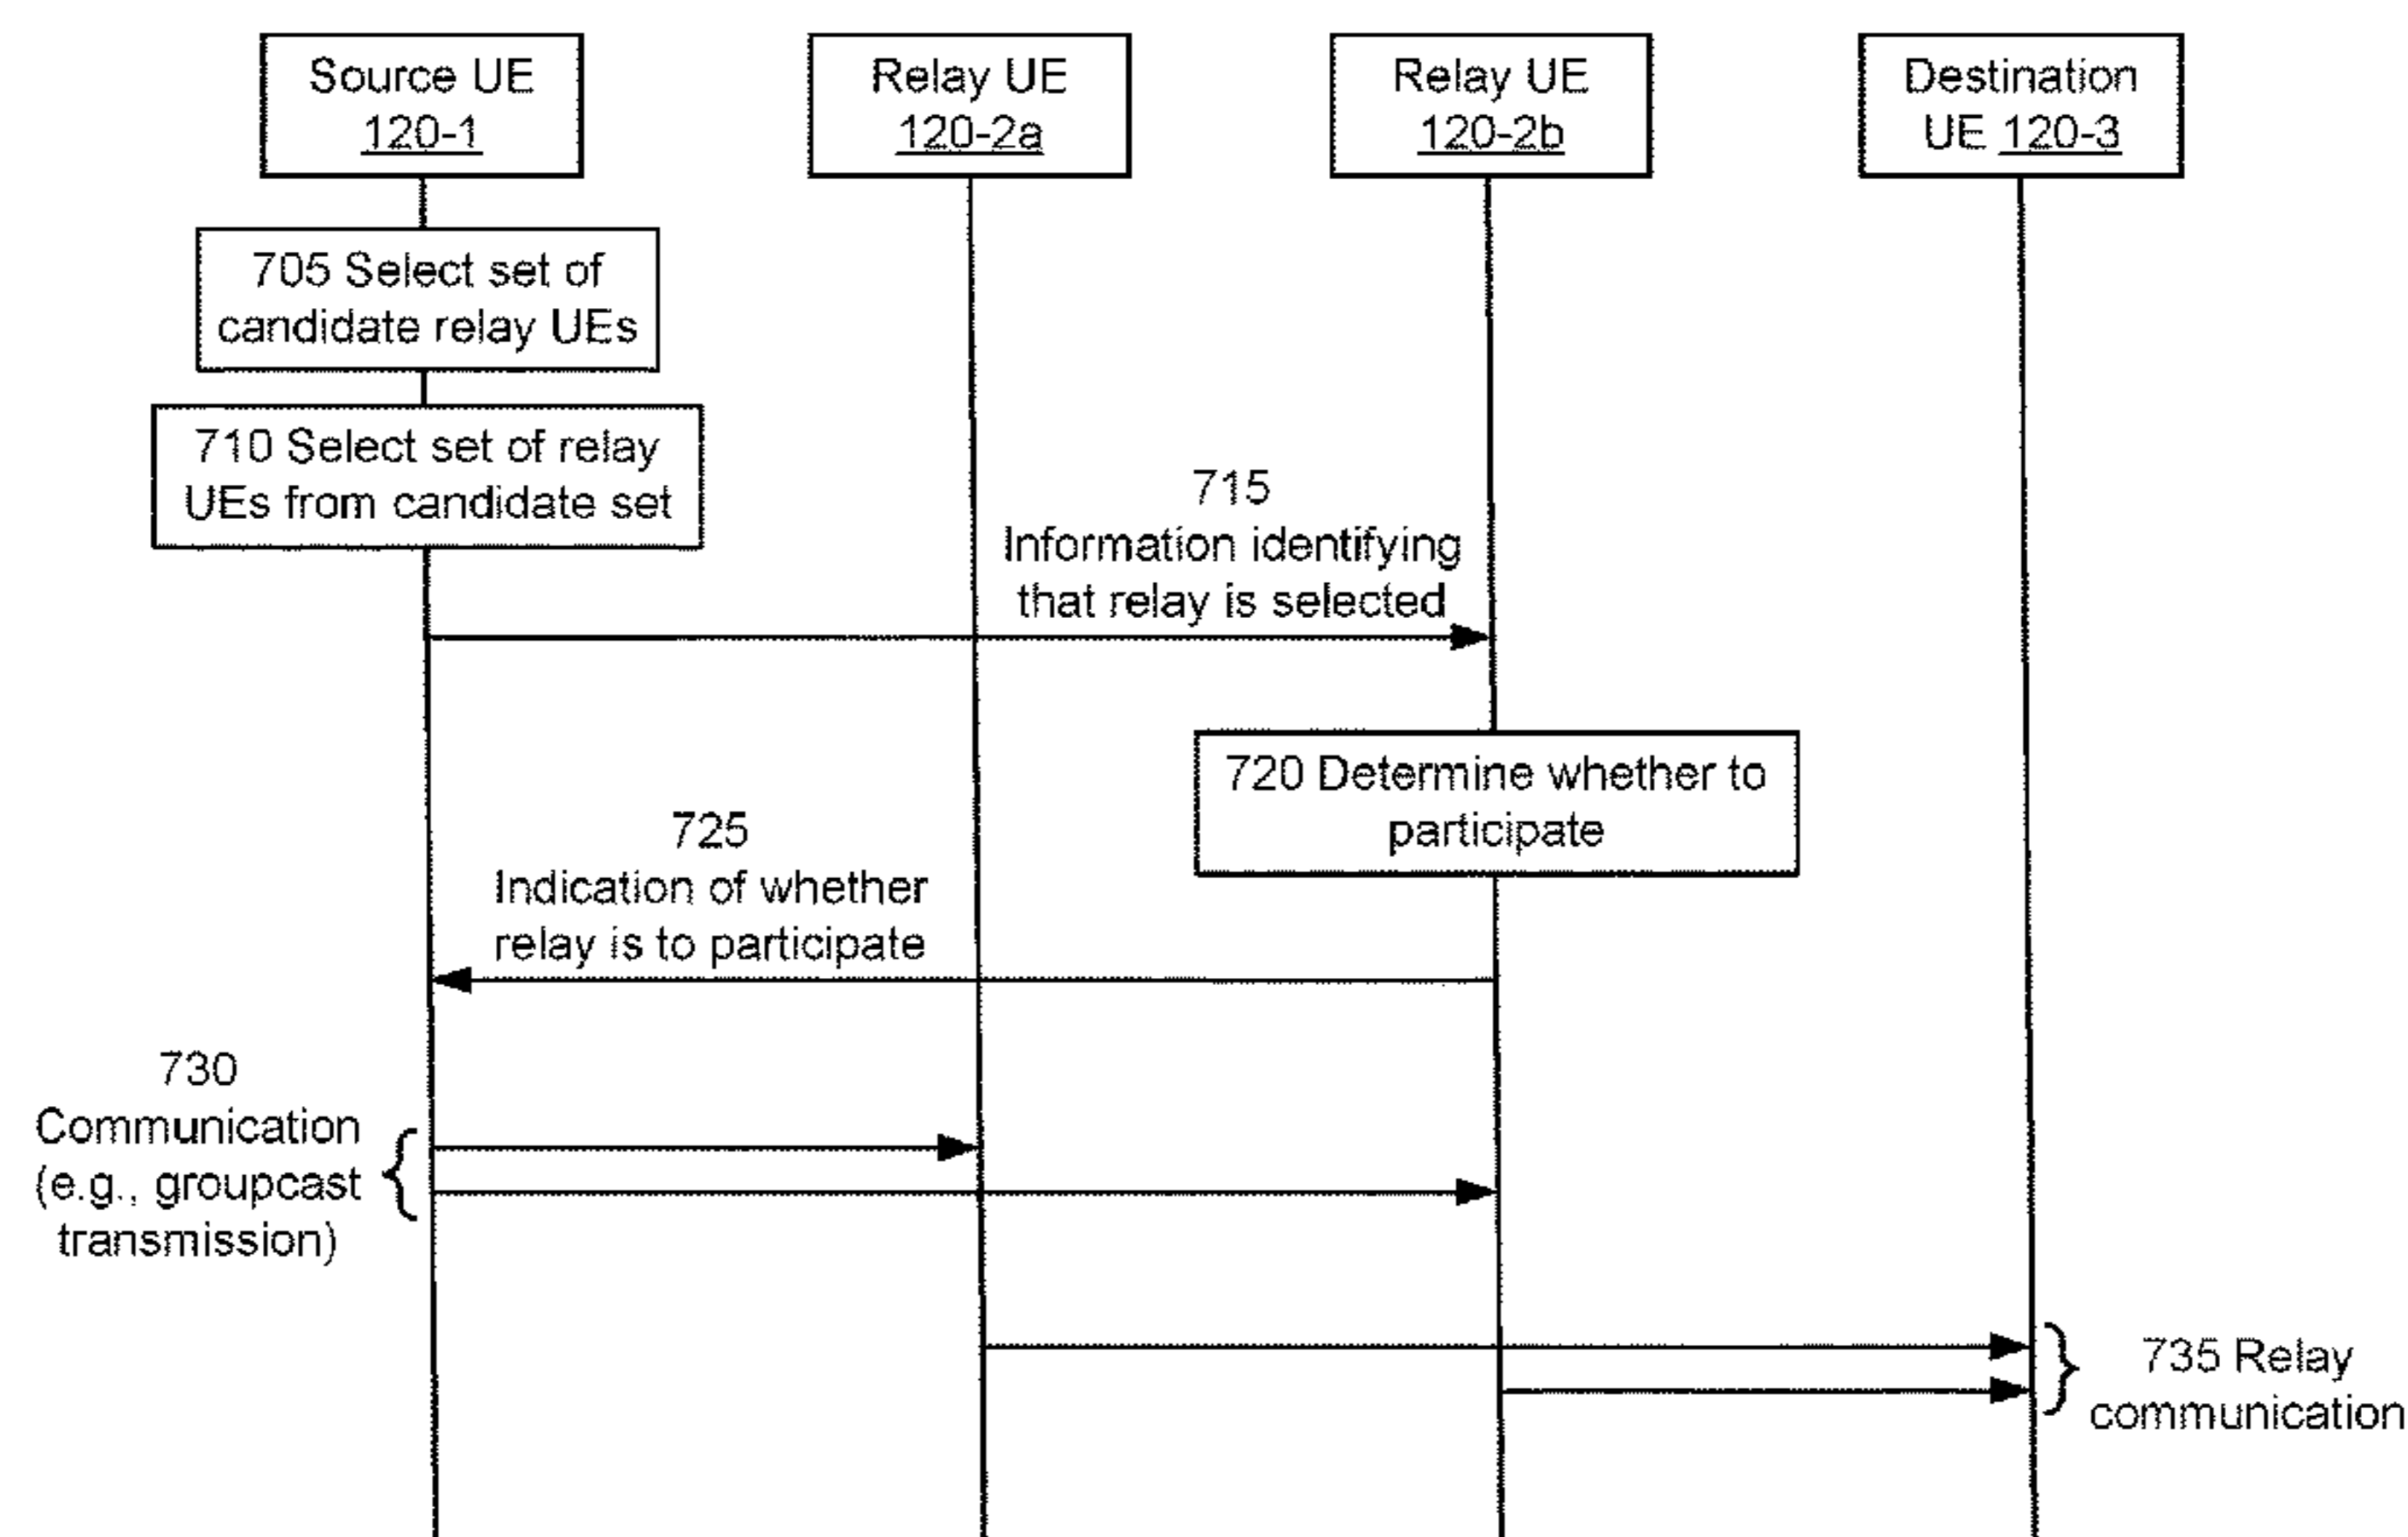 Source UE
120-1
Relay UE
120-2a
Relay UE
120-2b
Destination
UE 120-3
705 Select set of
candidate relay UEs
710 Select set of relay
UEs from candidate set
715
Information identifying
that relay is selected
720 Determine whether to
participate
725
Indication of whether
relay is to participate
730
Communication
(e.g., groupcast
transmission)
735 Relay
communication